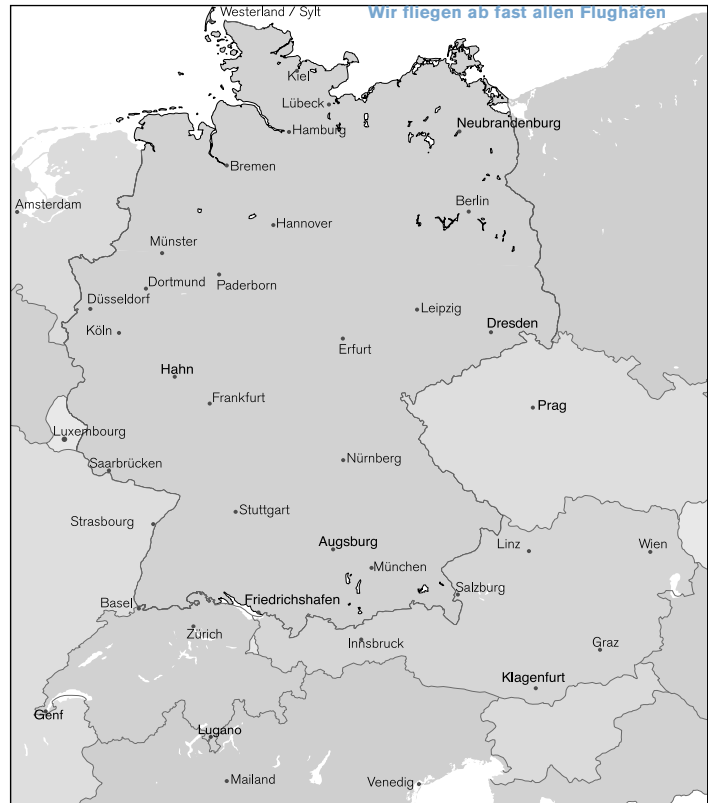 Westerland / Sylt
Wir fliegen ab fast allen Flughäfen
Kiel
Lübeck
Hamburg
Neubrandenburg
Bremen
Amsterdam
Berlin
Hannover
Münster
Dortmund
Paderborn
Düsseldorf
Leipzig
Köln
Dresden
Erfurt
Hahn
Frankfurt
Prag
Luxembourg
Saarbrücken
Nürnberg
Stuttgart
Strasbourg
Augsburg
Linz
Wien
München
Salzburg
Basel
Friedrichshafen
Zürich
Innsbruck
Graz
Klagenfurt
Genf
Lugano
Mailand
Venedig